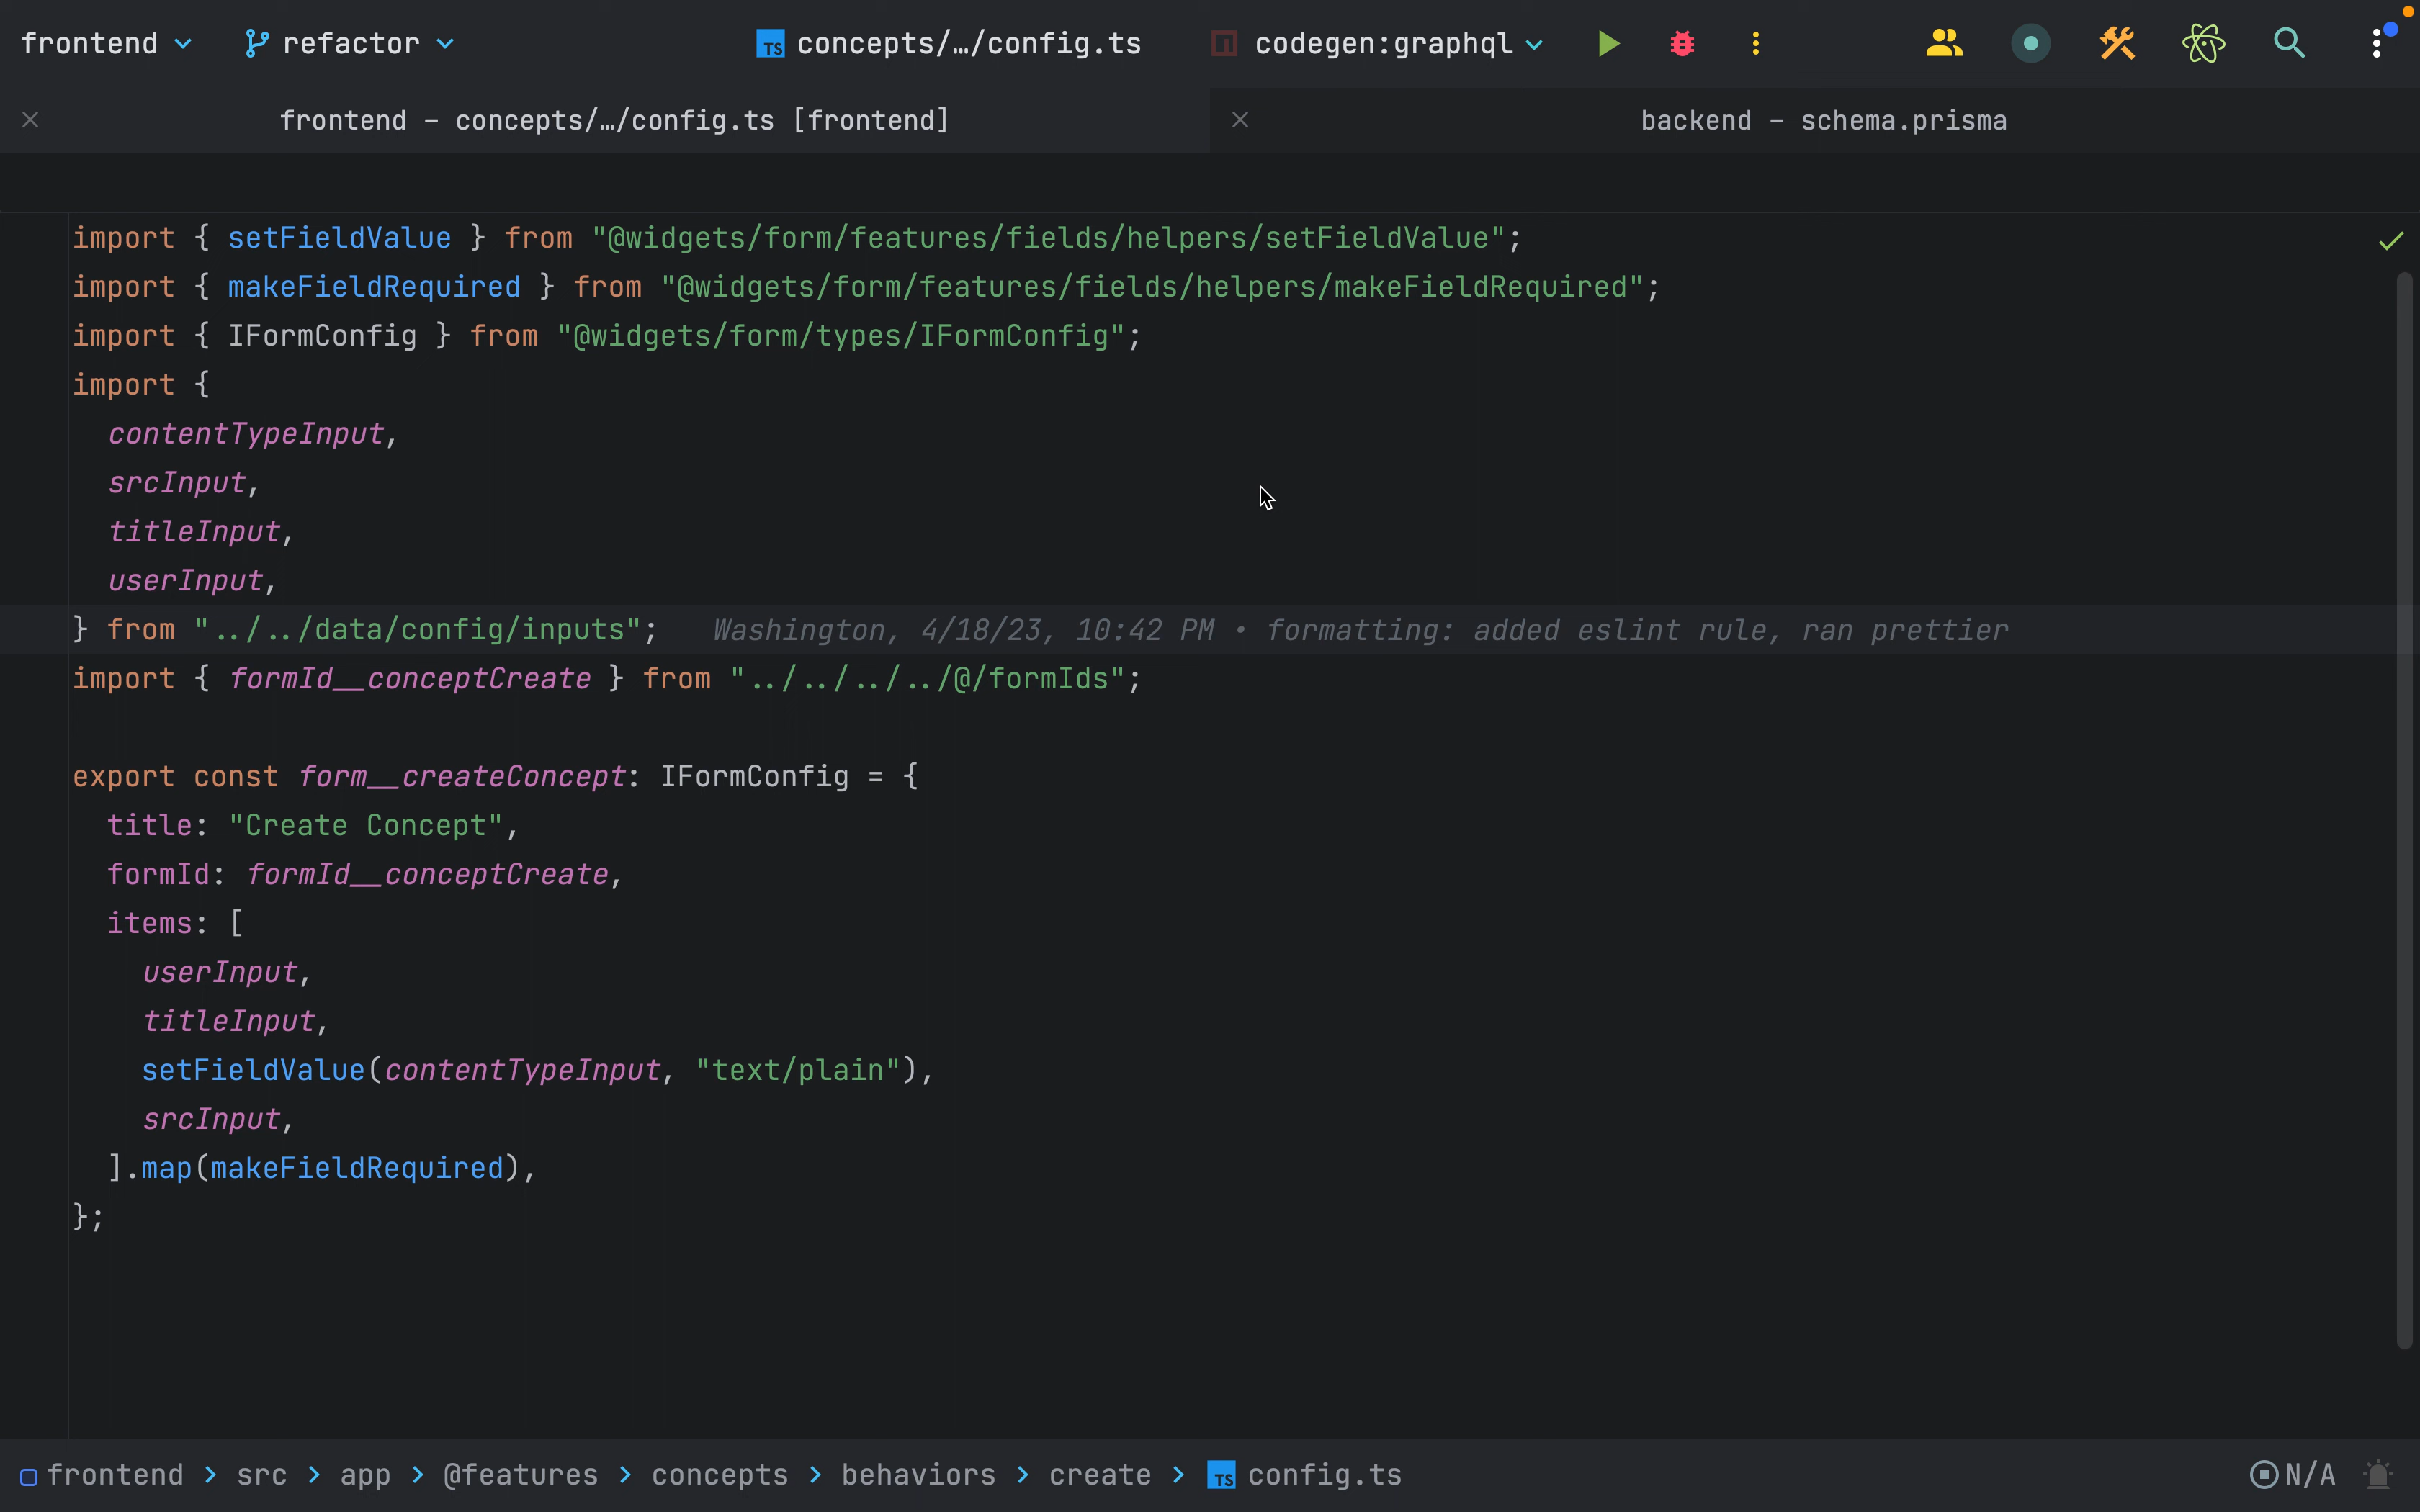 frontend refactor TS concepts/…/config.ts codegen:graphql
frontend – concepts/…/config.ts [frontend] backend – schema.prisma
import { setFieldValue } from "@widgets/form/features/fields/helpers/setFieldValue";
import { makeFieldRequired } from "@widgets/form/features/fields/helpers/makeFieldRequired";
import { IFormConfig } from "@widgets/form/types/IFormConfig";
import {
contentTypeInput,
srcInput,
titleInput,
userInput,
} from "../../data/config/inputs"; Washington, 4/18/23, 10:42 PM • formatting: added eslint rule, ran prettier
import { formId__conceptCreate } from "../../../../@/formIds";
export const form__createConcept: IFormConfig = {
title: "Create Concept",
formId: formId__conceptCreate,
items: [
userInput,
titleInput,
setFieldValue(contentTypeInput, "text/plain"),
srcInput,
].map(makeFieldRequired),
};
frontend > src > app > @features > concepts > behaviors > create > TS config.ts N/A